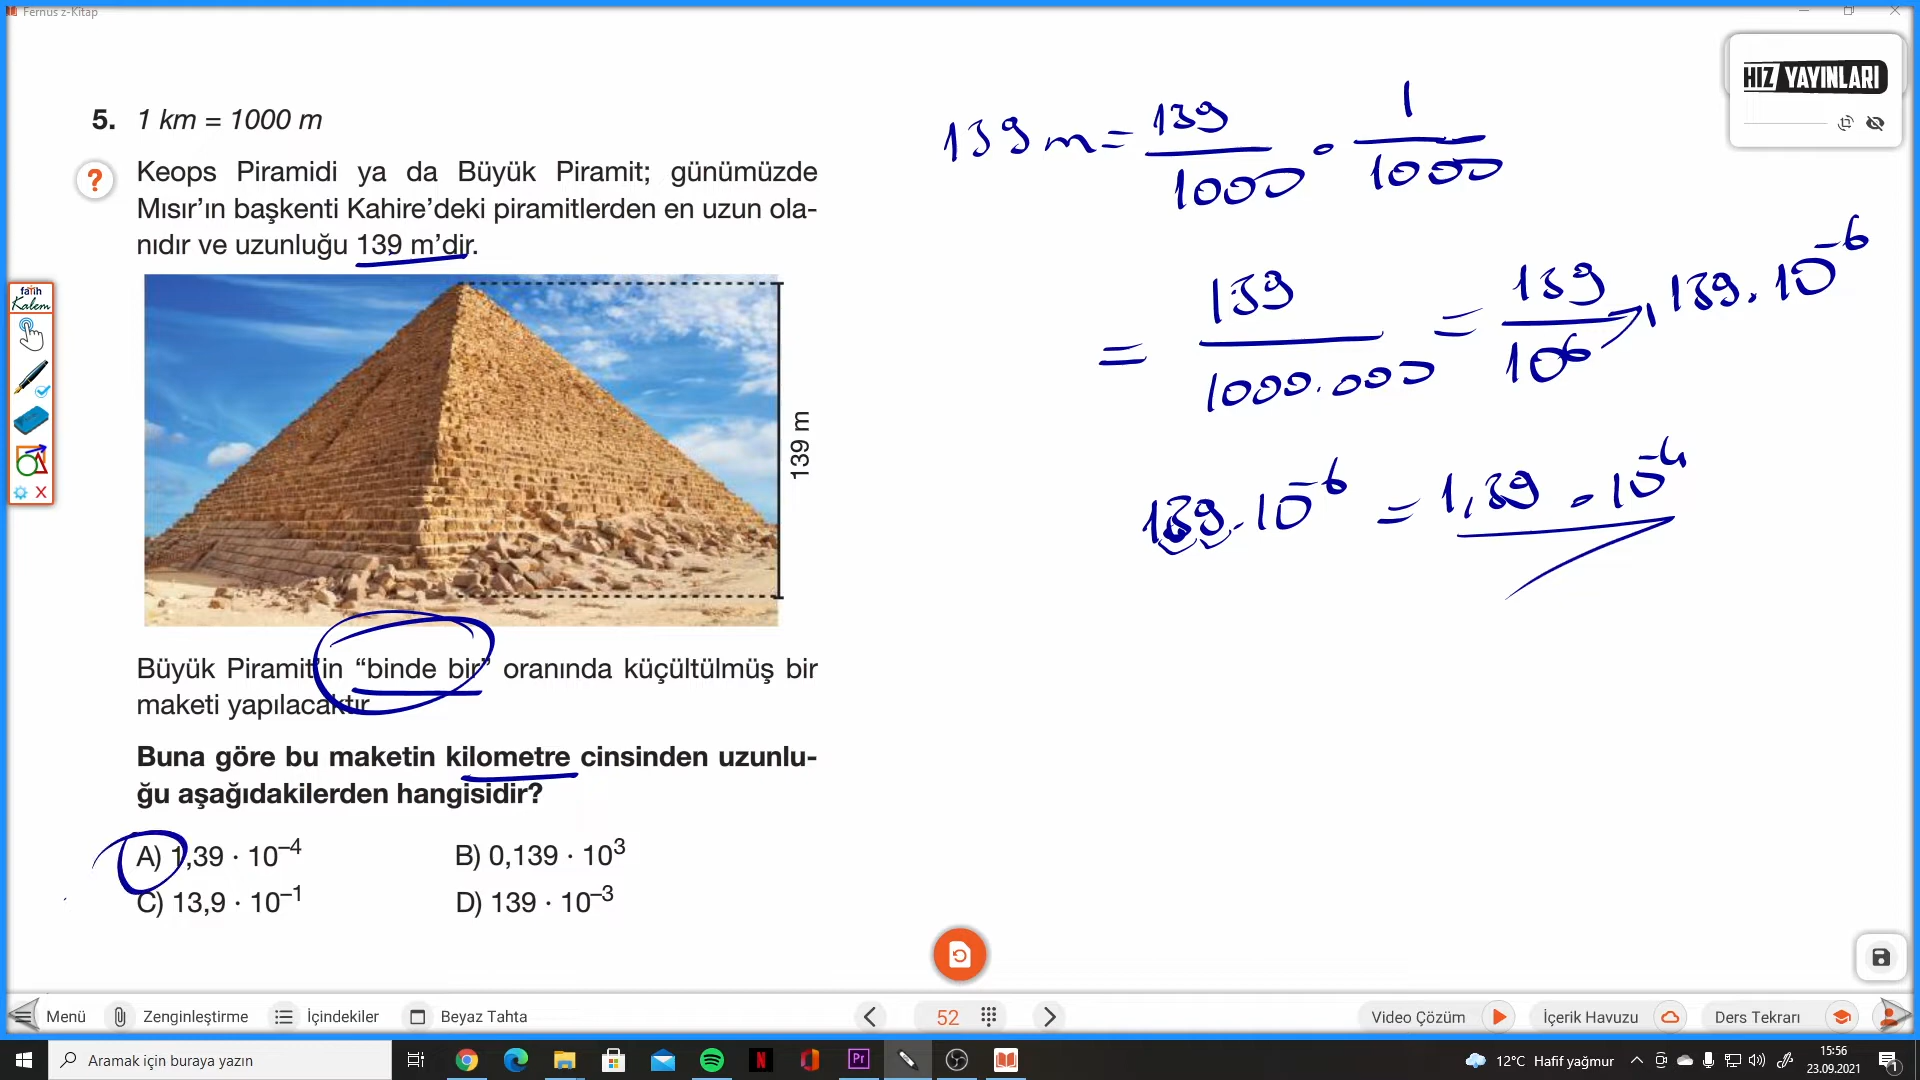 Fernus z-Kitap
HIZ YAYINLARI
5. 1 km = 1000 m
?
Keops Piramidi ya da Büyük Piramit; günümüzde
Mısır’ın başkenti Kahire’deki piramitlerden en uzun ola-
nıdır ve uzunluğu 139 m’dir.
139 m
Büyük Piramit’in “binde bir” oranında küçültülmüş bir
maketi yapılacaktır
Buna göre bu maketin kilometre cinsinden uzunlu-
ğu aşağıdakilerden hangisidir?
A) 1,39 · 10⁻⁴ B) 0,139 · 10³
C) 13,9 · 10⁻¹ D) 139 · 10⁻³
139 m = 139/1000 · 1/1000
= 139/1000.000 = 139/10⁶ , 139 · 10⁻⁶
139 · 10⁻⁶ = 1,39 · 10⁻⁴
fatih
Kalem
Menü Zenginleştirme İçindekiler Beyaz Tahta 52 Video Çözüm İçerik Havuzu Ders Tekrarı
Aramak için buraya yazın
Pr
12°C Hafif yağmur
15:56
23.09.2021
1